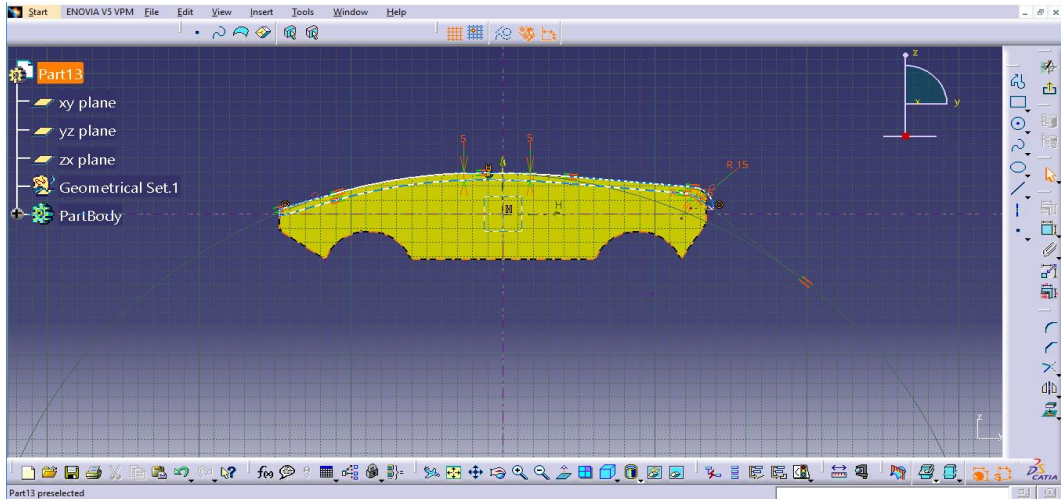 Start ENOVIA V5 VPM File Edit View Insert Tools Window Help
Part13
xy plane
yz plane
zx plane
Geometrical Set.1
PartBody
z
x y
5 5
R 15
H
H
H
z
f(x)
CATIA
Part13 preselected